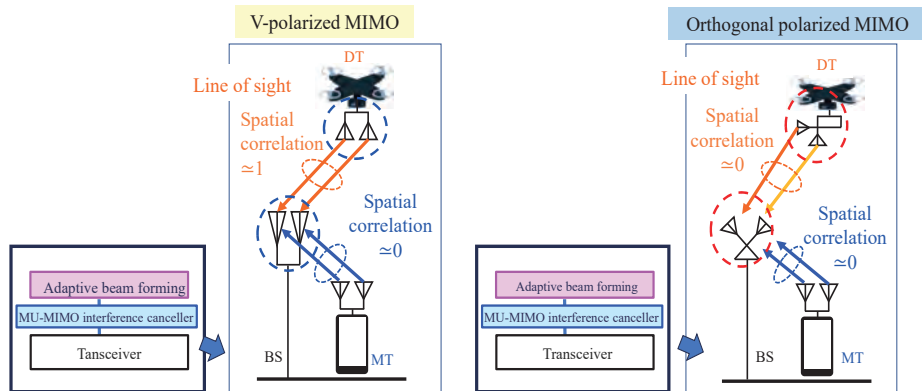 V-polarized MIMO
DT
Line of sight
Spatial
correlation
≃1
Spatial
correlation
≃0
Adaptive beam forming
MU-MIMO interference canceller
Tansceiver
BS
MT
Orthogonal polarized MIMO
DT
Line of sight
Spatial
correlation
≃0
Spatial
correlation
≃0
Adaptive beam forming
MU-MIMO interference canceller
Transceiver
BS
MT